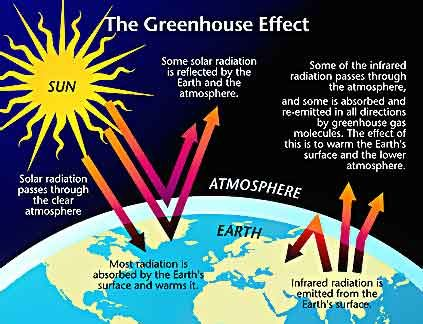 The Greenhouse Effect
SUN
Some solar radiation
is reflected by the
Earth and the
atmosphere.
Some of the infrared
radiation passes through
the atmosphere,
and some is absorbed and
re-emitted in all directions
by greenhouse gas
molecules. The effect of
this is to warm the Earth's
surface and the lower
atmosphere.
Solar radiation
passes through
the clear
atmosphere
ATMOSPHERE
EARTH
Most radiation is
absorbed by the Earth's
surface and warms it.
Infrared radiation is
emitted from the
Earth's surface.